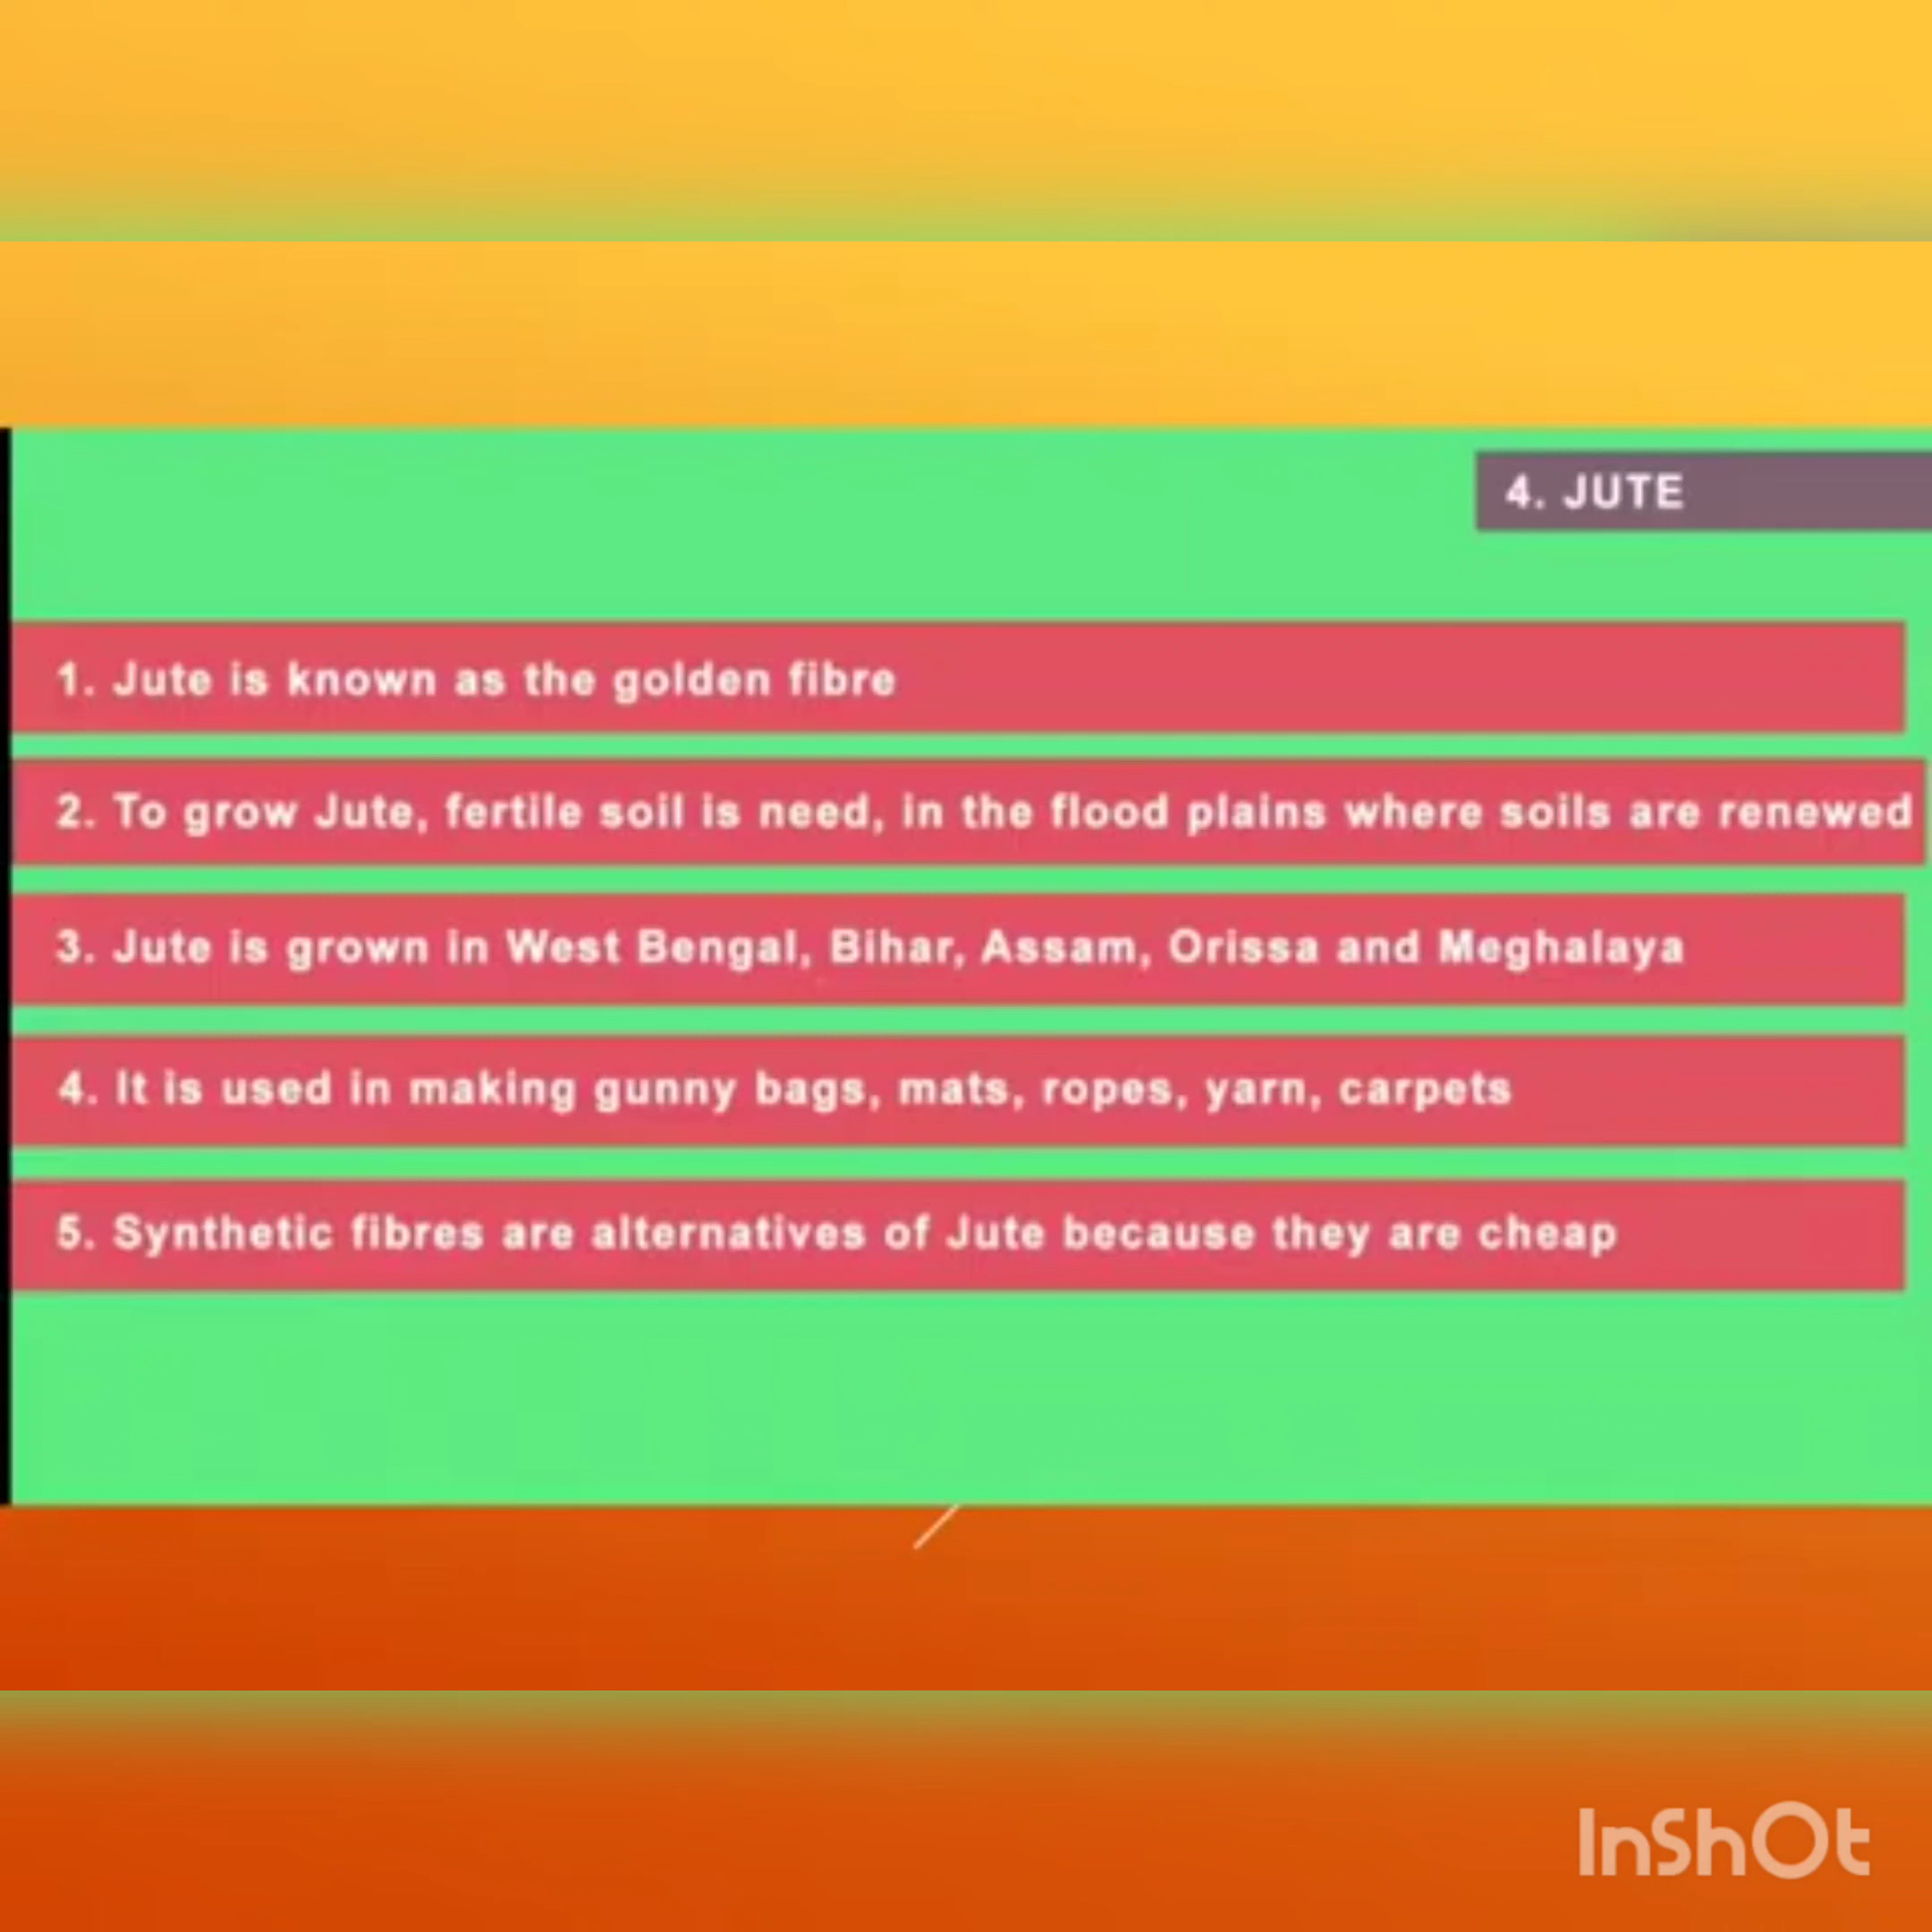 4. JUTE
1. Jute is known as the golden fibre
2. To grow Jute, fertile soil is need, in the flood plains where soils are renewed
3. Jute is grown in West Bengal, Bihar, Assam, Orissa and Meghalaya
4. It is used in making gunny bags, mats, ropes, yarn, carpets
5. Synthetic fibres are alternatives of Jute because they are cheap
InShOt